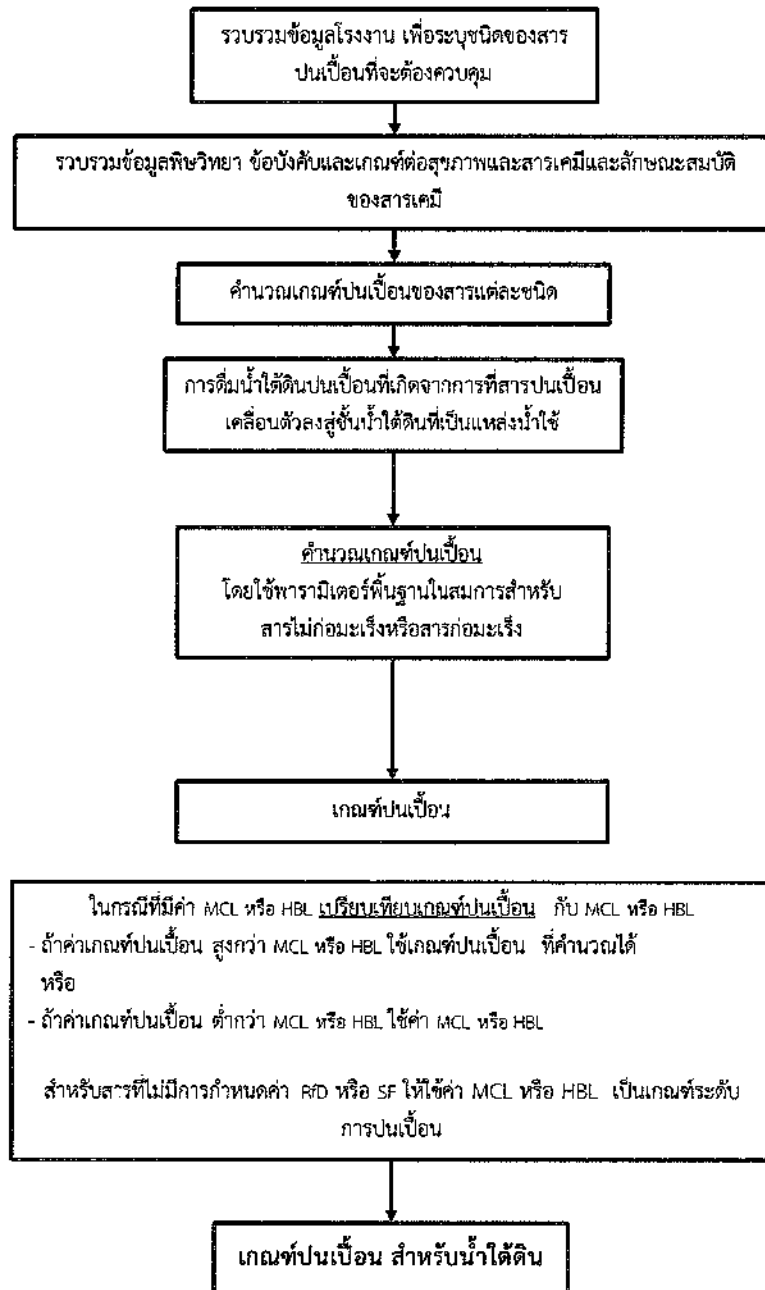 รวบรวมข้อมูลโรงงาน เพื่อระบุชนิดของสาร
ปนเปื้อนที่จะต้องควบคุม
รวบรวมข้อมูลพิษวิทยา ข้อบังคับและเกณฑ์ต่อสุขภาพและสารเคมีและลักษณะสมบัติ
ของสารเคมี
คำนวณเกณฑ์ปนเปื้อนของสารแต่ละชนิด
การดื่มน้ำใต้ดินปนเปื้อนที่เกิดจากการที่สารปนเปื้อน
เคลื่อนตัวลงสู่ชั้นน้ำใต้ดินที่เป็นแหล่งน้ำใช้
คำนวณเกณฑ์ปนเปื้อน
โดยใช้พารามิเตอร์พื้นฐานในสมการสำหรับ
สารไม่ก่อมะเร็งหรือสารก่อมะเร็ง
เกณฑ์ปนเปื้อน
ในกรณีที่มีค่า MCL หรือ HBL เปรียบเทียบเกณฑ์ปนเปื้อน กับ MCL หรือ HBL
- ถ้าค่าเกณฑ์ปนเปื้อน สูงกว่า MCL หรือ HBL ใช้เกณฑ์ปนเปื้อน ที่คำนวณได้
หรือ
- ถ้าค่าเกณฑ์ปนเปื้อน ต่ำกว่า MCL หรือ HBL ใช้ค่า MCL หรือ HBL
สำหรับสารที่ไม่มีการกำหนดค่า RfD หรือ SF ให้ใช้ค่า MCL หรือ HBL เป็นเกณฑ์ระดับ
การปนเปื้อน
เกณฑ์ปนเปื้อน สำหรับน้ำใต้ดิน